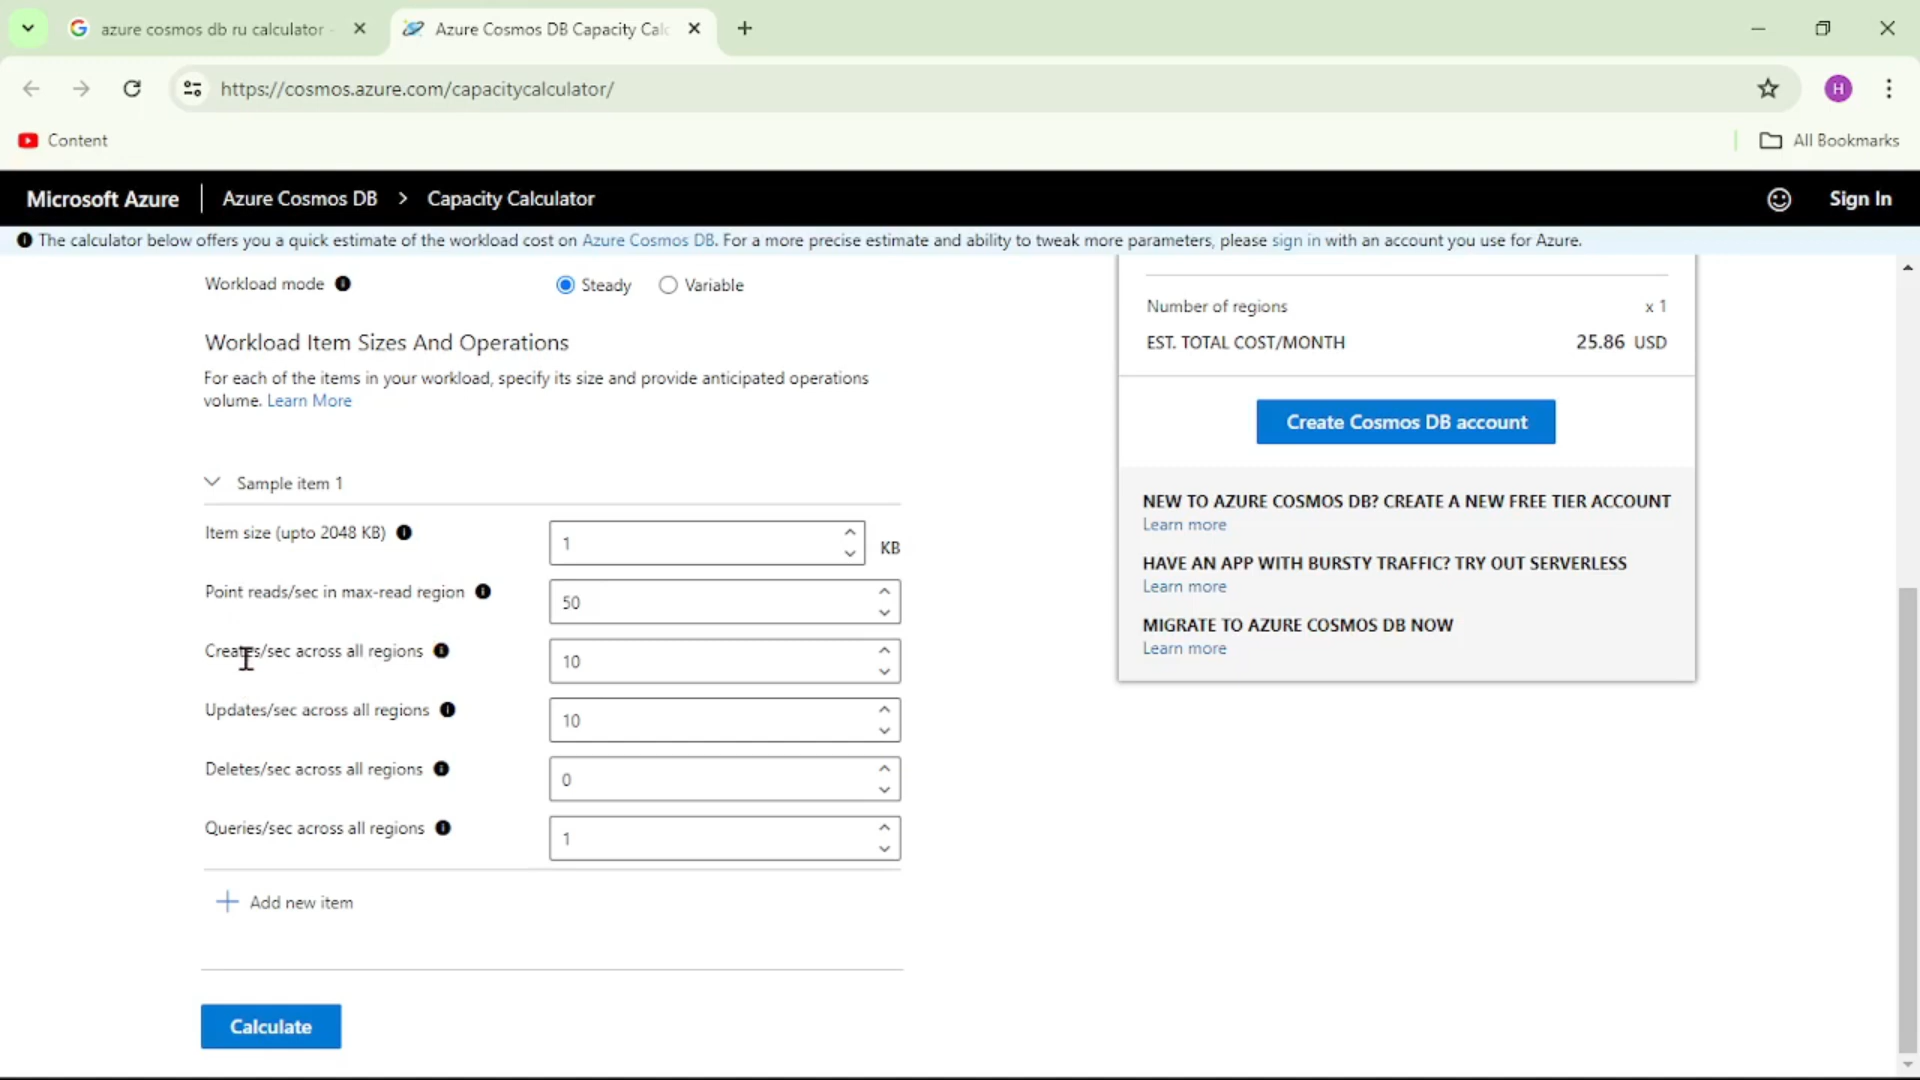 azure cosmos db ru calculator -
Azure Cosmos DB Capacity Calc
https://cosmos.azure.com/capacitycalculator/
H
Content
All Bookmarks
Microsoft Azure
Azure Cosmos DB > Capacity Calculator
Sign In
The calculator below offers you a quick estimate of the workload cost on Azure Cosmos DB. For a more precise estimate and ability to tweak more parameters, please sign in with an account you use for Azure.
Workload mode
Steady
Variable
Workload Item Sizes And Operations
For each of the items in your workload, specify its size and provide anticipated operations
volume. Learn More
Sample item 1
Item size (upto 2048 KB)
1
KB
Point reads/sec in max-read region
50
Creates/sec across all regions
10
Updates/sec across all regions
10
Deletes/sec across all regions
0
Queries/sec across all regions
1
Add new item
Calculate
Number of regions
x 1
EST. TOTAL COST/MONTH
25.86 USD
Create Cosmos DB account
NEW TO AZURE COSMOS DB? CREATE A NEW FREE TIER ACCOUNT
Learn more
HAVE AN APP WITH BURSTY TRAFFIC? TRY OUT SERVERLESS
Learn more
MIGRATE TO AZURE COSMOS DB NOW
Learn more